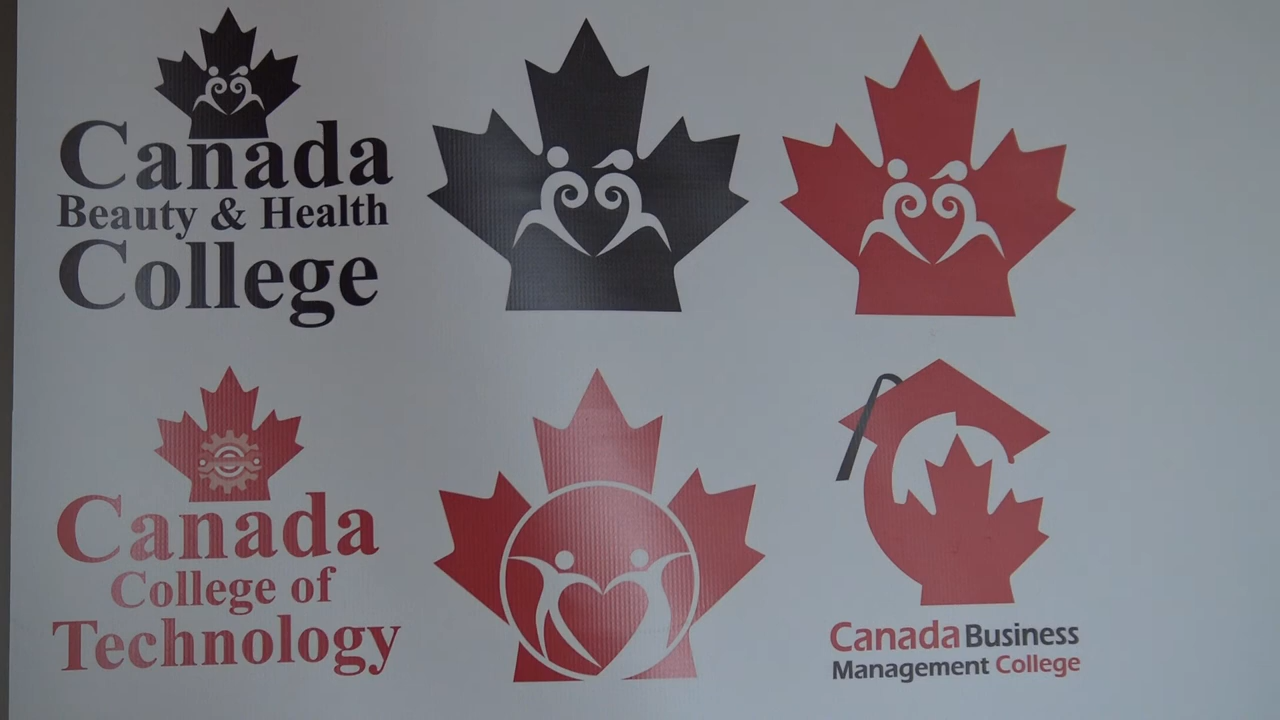 Canada
Beauty & Health
College
Canada
College of
Technology
Canada Business
Management College